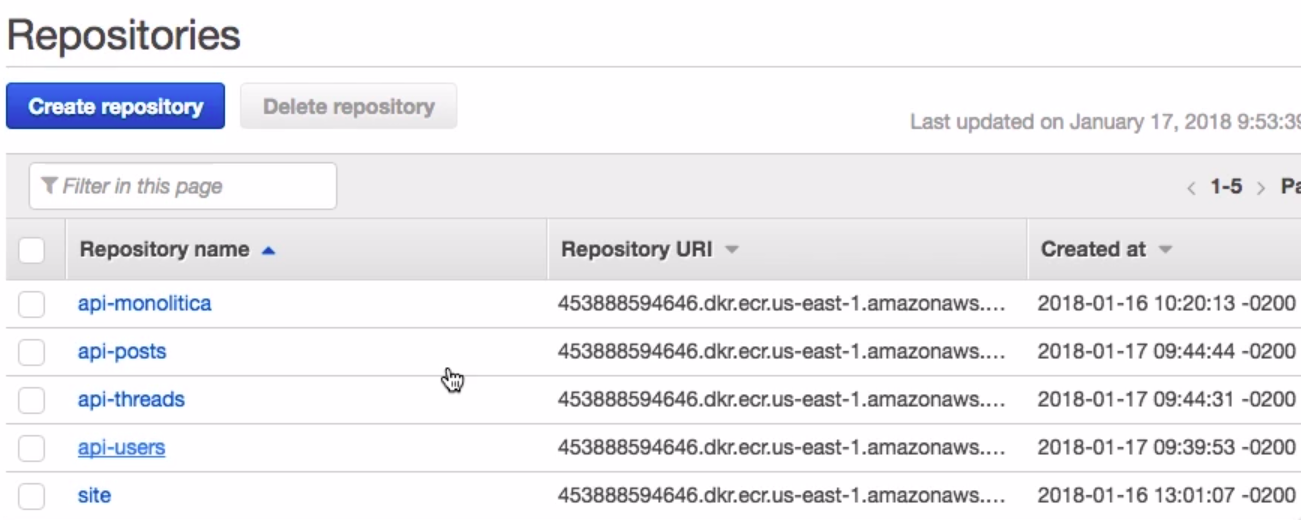 Repositories
Create repository Delete repository
Last updated on January 17, 2018 9:53:39
Filter in this page
1-5
Repository name Repository URI Created at
api-monolitica 453888594646.dkr.ecr.us-east-1.amazonaws.... 2018-01-16 10:20:13 -0200
api-posts 453888594646.dkr.ecr.us-east-1.amazonaws.... 2018-01-17 09:44:44 -0200
api-threads 453888594646.dkr.ecr.us-east-1.amazonaws.... 2018-01-17 09:44:31 -0200
api-users 453888594646.dkr.ecr.us-east-1.amazonaws.... 2018-01-17 09:39:53 -0200
site 453888594646.dkr.ecr.us-east-1.amazonaws.... 2018-01-16 13:01:07 -0200